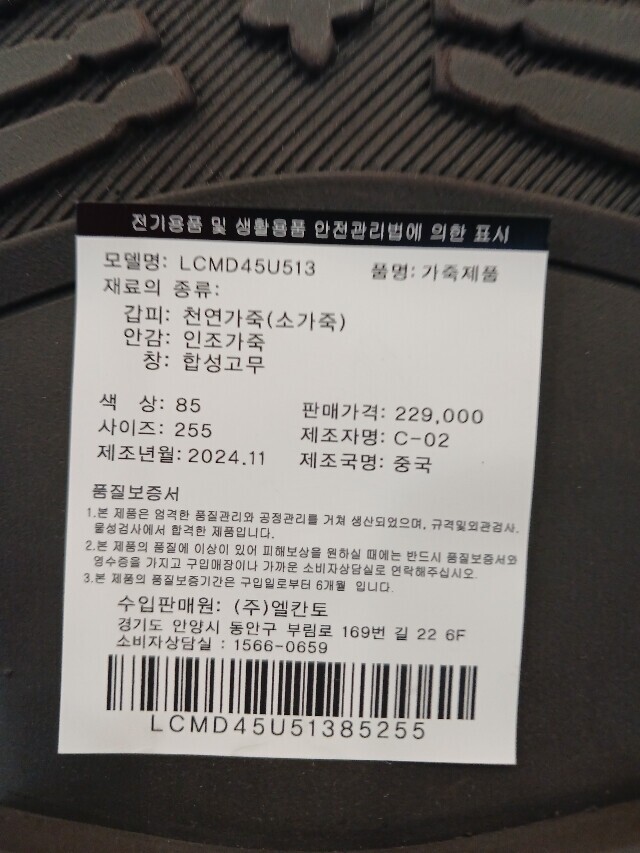 전기용품 및 생활용품 안전관리법에 의한 표시
모델명: LCMD45U513 품명: 가죽제품
재료의 종류:
갑피: 천연가죽(소가죽)
안감: 인조가죽
창: 합성고무
색 상: 85 판매가격: 229,000
사이즈: 255 제조자명: C-02
제조년월: 2024.11 제조국명: 중국
품질보증서
1.본 제품은 엄격한 품질관리와 공정관리를 거쳐 생산되었으며, 규격및외관검사.
물성검사에서 합격한 제품입니다.
2.본 제품의 품질에 이상이 있어 피해보상을 원하실 때에는 반드시 품질보증서와
영수증을 가지고 구입매장이나 가까운 소비자상담실로 연락해주십시오.
3.본 제품의 품질보증기간은 구입일로부터 6개월 입니다.
수입판매원: (주)엘칸토
경기도 안양시 동안구 부림로 169번 길 22 6F
소비자상담실 : 1566-0659
LCMD45U51385255